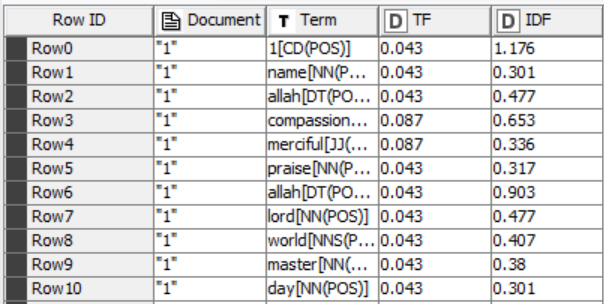 Row ID Document T Term D TF D IDF
Row0 "1" 1[CD(POS)] 0.043 1.176
Row1 "1" name[NN(P... 0.043 0.301
Row2 "1" allah[DT(PO... 0.043 0.477
Row3 "1" compassion... 0.087 0.653
Row4 "1" merciful[JJ(... 0.087 0.336
Row5 "1" praise[NN(P... 0.043 0.317
Row6 "1" allah[DT(PO... 0.043 0.903
Row7 "1" lord[NN(POS)] 0.043 0.477
Row8 "1" world[NNS(P... 0.043 0.407
Row9 "1" master[NN(... 0.043 0.38
Row10 "1" day[NN(POS)] 0.043 0.301